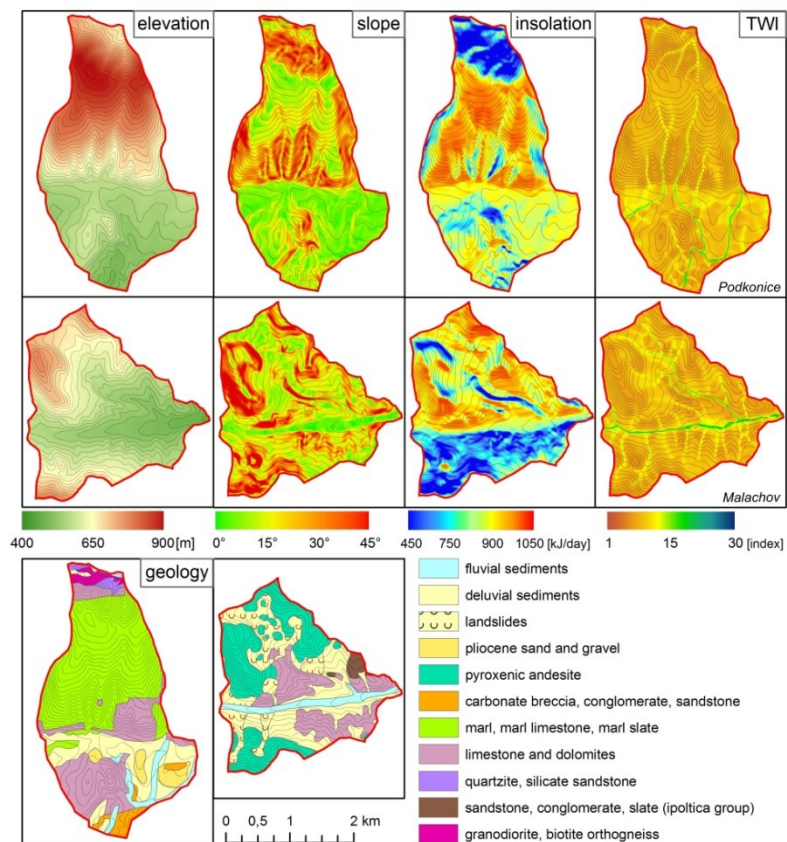 elevation
slope
insolation
TWI
Podkonice
Malachov
400 650 900 [m]
0° 15° 30° 45°
450 750 900 1050 [kJ/day]
1 15 30 [index]
geology
fluvial sediments
deluvial sediments
landslides
pliocene sand and gravel
pyroxenic andesite
carbonate breccia, conglomerate, sandstone
marl, marl limestone, marl slate
limestone and dolomites
quartzite, silicate sandstone
sandstone, conglomerate, slate (ipoltica group)
granodiorite, biotite orthogneiss
0 0,5 1 2 km